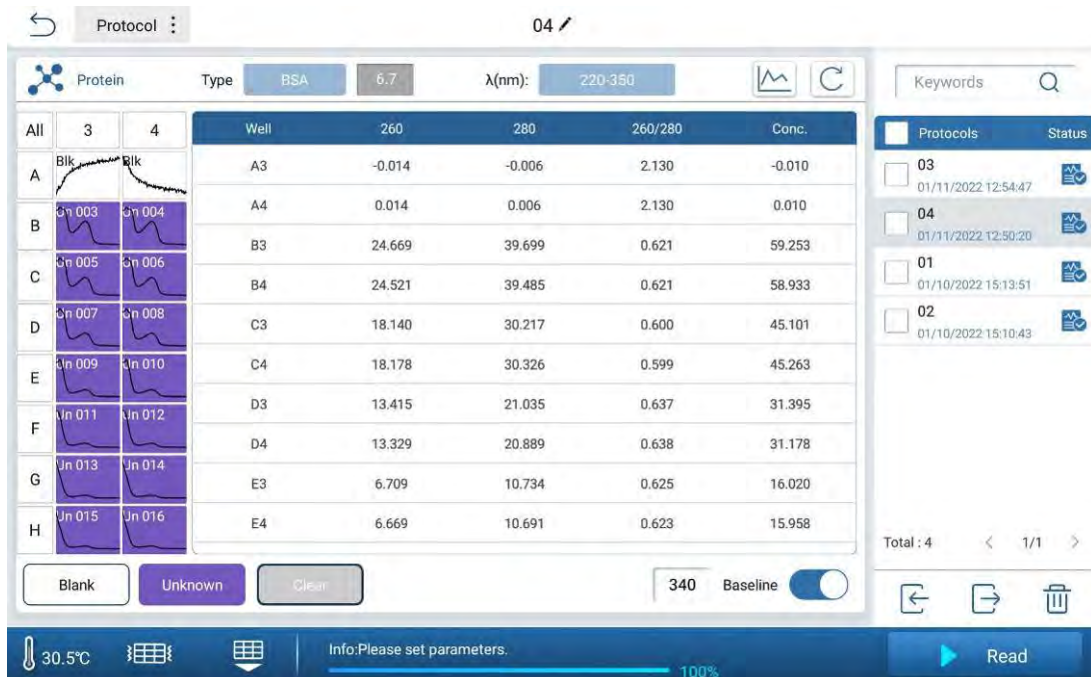 Protocol
04
Protein
Type BSA 6.7 λ(nm): 220-350
Keywords
All 3 4
Well 260 280 260/280 Conc.
Protocols Status
A Blk Blk
B Un 003 Un 004
C Un 005 Un 006
D Un 007 Un 008
E Un 009 Un 010
F Un 011 Un 012
G Un 013 Un 014
H Un 015 Un 016
A3 -0.014 -0.006 2.130 -0.010
A4 0.014 0.006 2.130 0.010
B3 24.669 39.699 0.621 59.253
B4 24.521 39.485 0.621 58.933
C3 18.140 30.217 0.600 45.101
C4 18.178 30.326 0.599 45.263
D3 13.415 21.035 0.637 31.395
D4 13.329 20.889 0.638 31.178
E3 6.709 10.734 0.625 16.020
E4 6.669 10.691 0.623 15.958
03
01/11/2022 12:54:47
04
01/11/2022 12:50:20
01
01/10/2022 15:13:51
02
01/10/2022 15:10:43
Total : 4 < 1/1 >
Blank Unknown Clear 340 Baseline
30.5℃
Info:Please set parameters.
100%
Read